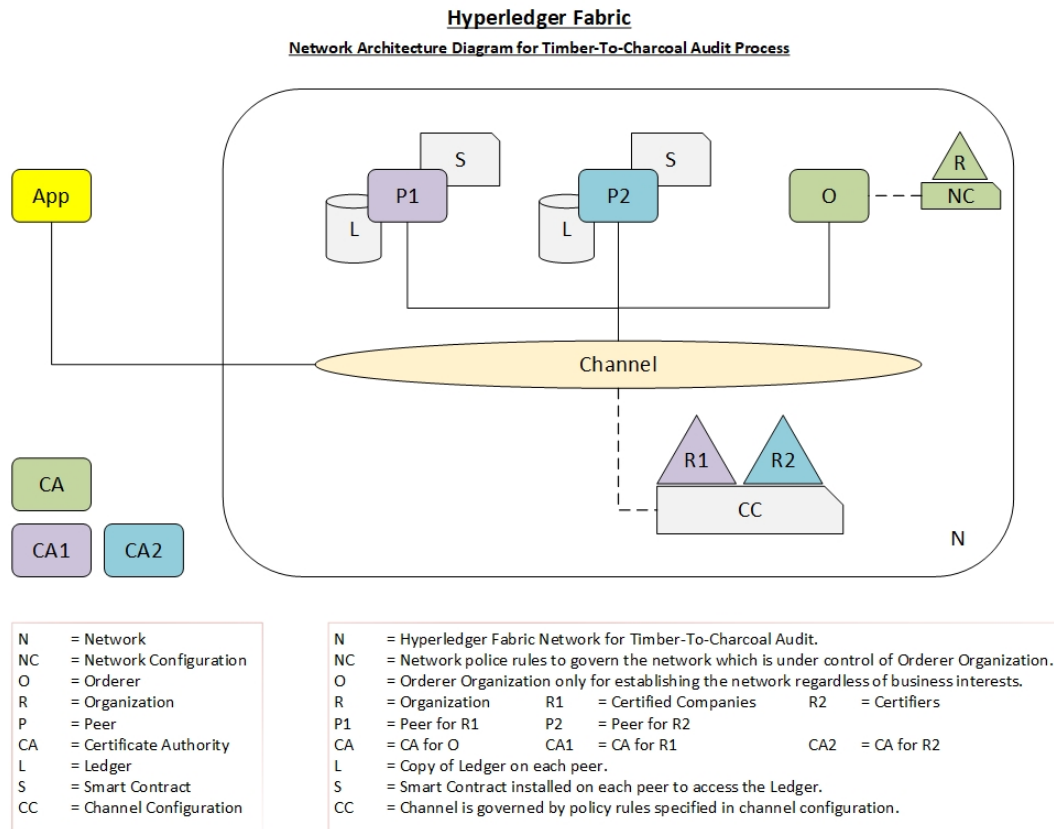 Hyperledger Fabric
Network Architecture Diagram for Timber-To-Charcoal Audit Process
S
S
R
App
P1
P2
O
NC
L
L
Channel
R1
R2
CA
CC
CA1
CA2
N
N = Network
NC = Network Configuration
O = Orderer
R = Organization
P = Peer
CA = Certificate Authority
L = Ledger
S = Smart Contract
CC = Channel Configuration
N = Hyperledger Fabric Network for Timber-To-Charcoal Audit.
NC = Network police rules to govern the network which is under control of Orderer Organization.
O = Orderer Organization only for establishing the network regardless of business interests.
R = Organization R1 = Certified Companies R2 = Certifiers
P1 = Peer for R1 P2 = Peer for R2
CA = CA for O CA1 = CA for R1 CA2 = CA for R2
L = Copy of Ledger on each peer.
S = Smart Contract installed on each peer to access the Ledger.
CC = Channel is governed by policy rules specified in channel configuration.